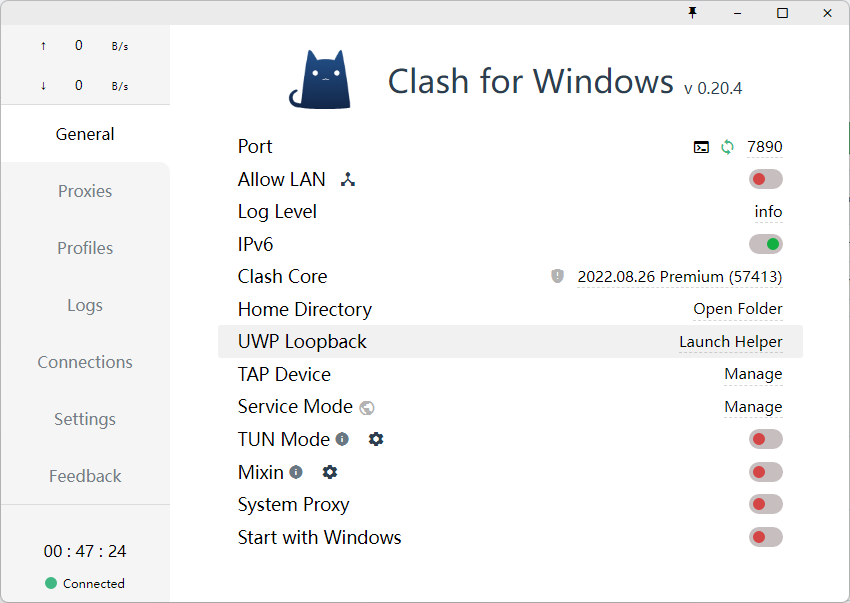 ↑ 0 B/s
↓ 0 B/s
General
Proxies
Profiles
Logs
Connections
Settings
Feedback
00 : 47 : 24
Connected
Clash for Windows v 0.20.4
Port 7890
Allow LAN
Log Level info
IPv6
Clash Core 2022.08.26 Premium (57413)
Home Directory Open Folder
UWP Loopback Launch Helper
TAP Device Manage
Service Mode Manage
TUN Mode
Mixin
System Proxy
Start with Windows